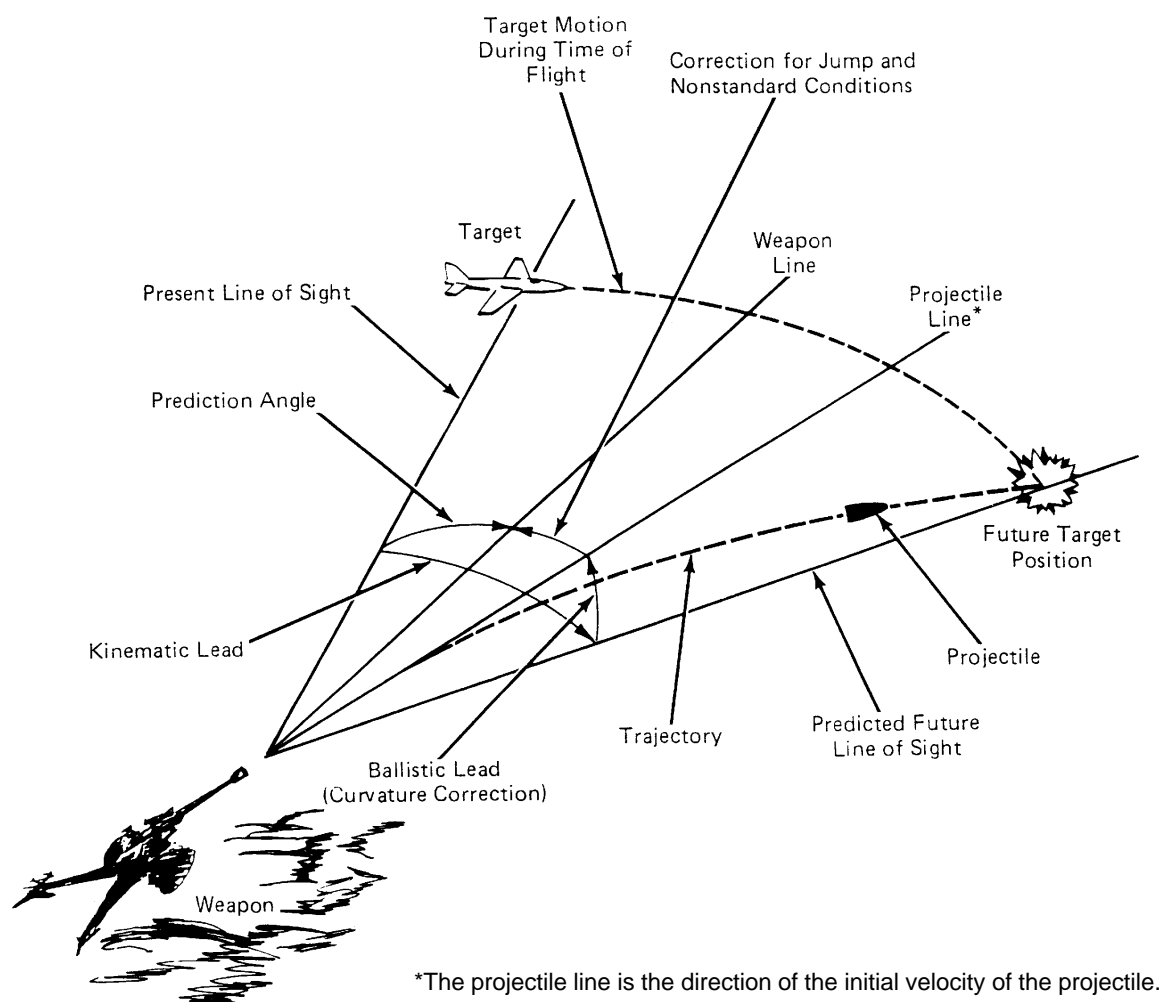 Target Motion
During Time of
Flight
Correction for Jump and
Nonstandard Conditions
Target
Weapon
Line
Present Line of Sight
Projectile
Line*
Prediction Angle
Future Target
Position
Kinematic Lead
Projectile
Trajectory
Predicted Future
Line of Sight
Ballistic Lead
(Curvature Correction)
Weapon
*The projectile line is the direction of the initial velocity of the projectile.